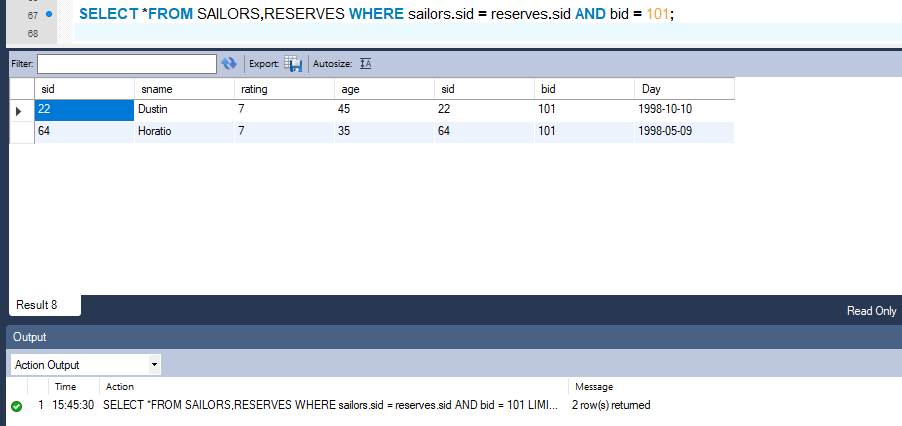 67 SELECT *FROM SAILORS,RESERVES WHERE sailors.sid = reserves.sid AND bid = 101;
68
Filter: Export: Autosize:
sid sname rating age sid bid Day
22 Dustin 7 45 22 101 1998-10-10
64 Horatio 7 35 64 101 1998-05-09
Result 8
Read Only
Output
Action Output
Time Action Message
1 15:45:30 SELECT *FROM SAILORS,RESERVES WHERE sailors.sid = reserves.sid AND bid = 101 LIMI... 2 row(s) returned